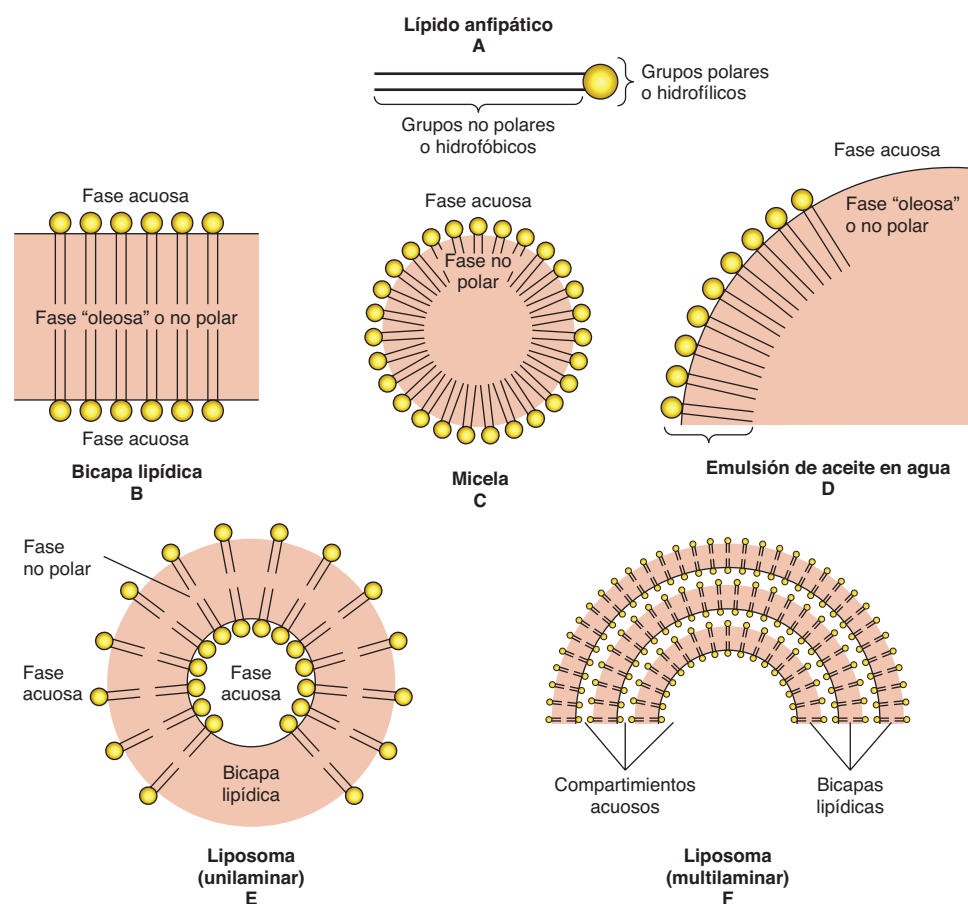 Lípido anfipático
A
Grupos polares
o hidrofílicos
Grupos no polares
o hidrofóbicos
Fase acuosa
Fase "oleosa" o no polar
Fase acuosa
Bicapa lipídica
B
Fase acuosa
Fase no
polar
Micela
C
Fase acuosa
Fase "oleosa"
o no polar
Emulsión de aceite en agua
D
Fase
no polar
Fase
acuosa
Fase
acuosa
Bicapa
lipídica
Liposoma
(unilaminar)
E
Compartimientos
acuosos
Bicapas
lipídicas
Liposoma
(multilaminar)
F